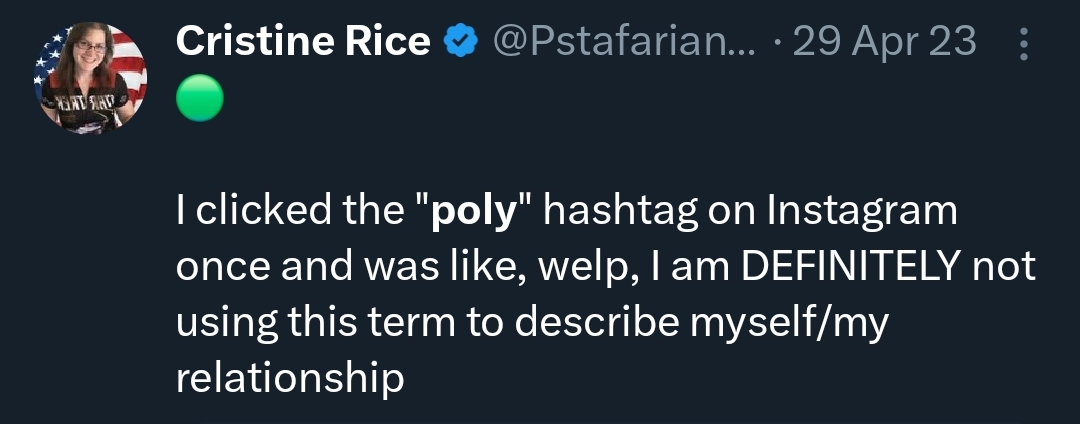 Cristine Rice @Pstafarian... · 29 Apr 23
I clicked the "poly" hashtag on Instagram
once and was like, welp, I am DEFINITELY not
using this term to describe myself/my
relationship